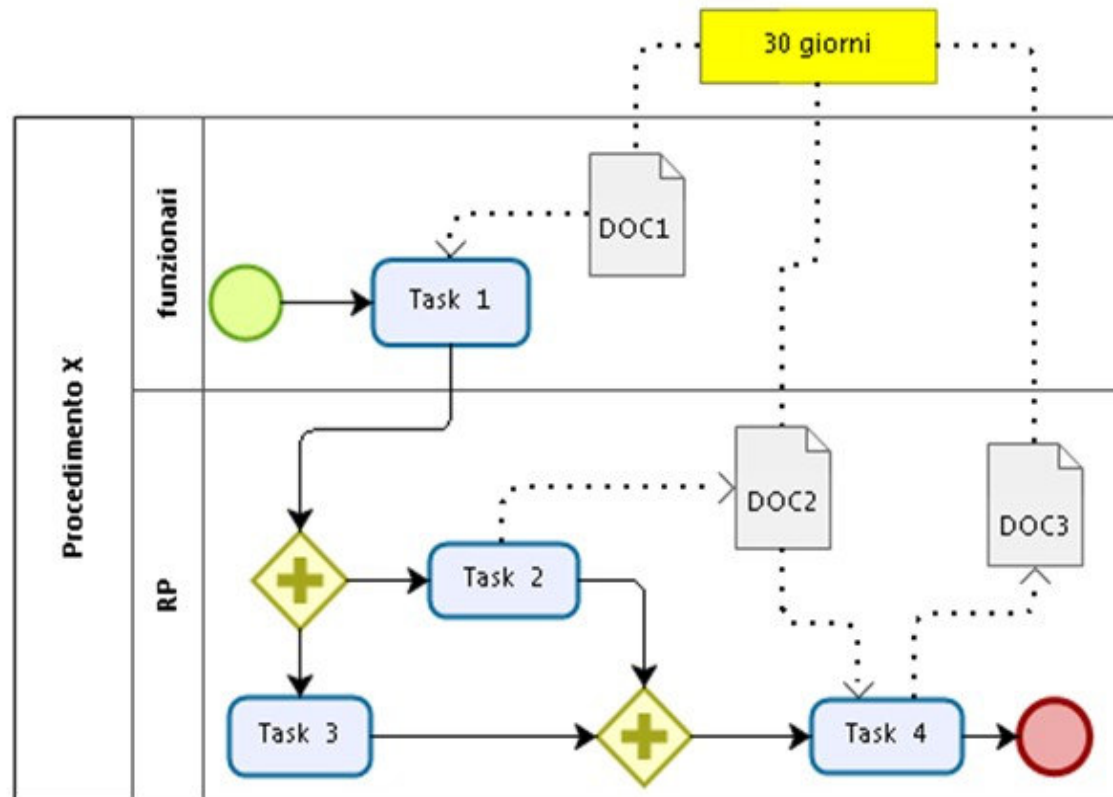 30 giorni
Procedimento X
funzionari
DOC1
Task 1
RP
DOC2
DOC3
Task 2
Task 3
Task 4